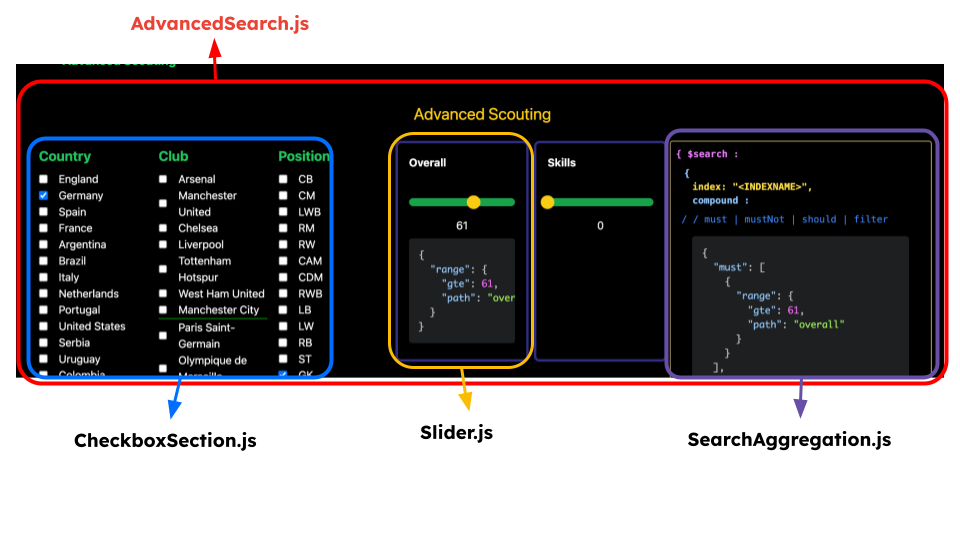 AdvancedSearch.js
Advanced Scouting
Advanced Scouting
Country
England
Germany
Spain
France
Argentina
Brazil
Italy
Netherlands
Portugal
United States
Serbia
Uruguay
Colombia
Club
Arsenal
Manchester
United
Chelsea
Liverpool
Tottenham
Hotspur
West Ham United
Manchester City
Paris Saint-
Germain
Olympique de
Marseille
Position
CB
CM
LWB
RM
RW
CAM
CDM
RWB
LB
LW
RB
ST
GK
Overall
61
{
"range": {
"gte": 61,
"path": "over
}
}
Skills
0
{ $search :
{
index: "<INDEXNAME>",
compound :
/ / must | mustNot | should | filter
{
"must": [
{
"range": {
"gte": 61,
"path": "overall"
}
}
],
CheckboxSection.js
Slider.js
SearchAggregation.js